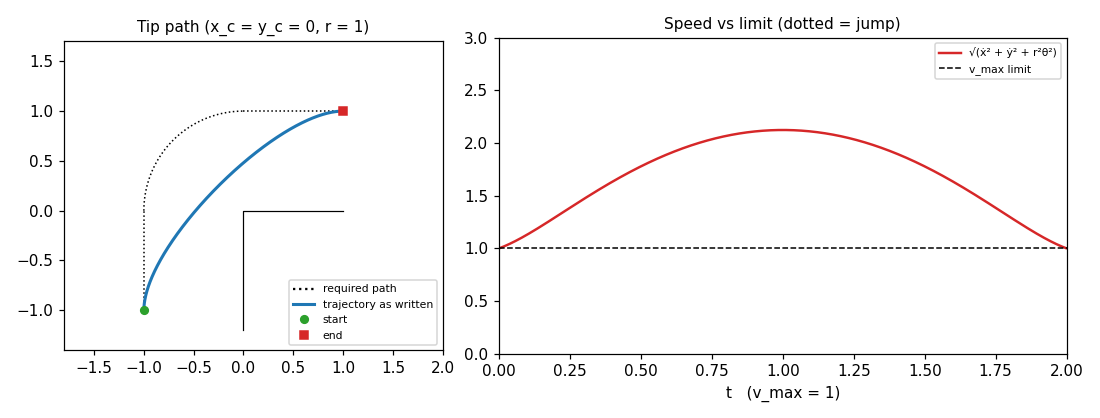 Tip path (x_c = y_c = 0, r = 1)
1.5
1.0
0.5
0.0
−0.5
−1.0
−1.5 −1.0 −0.5 0.0 0.5 1.0 1.5 2.0
required path
trajectory as written
start
end
Speed vs limit (dotted = jump)
3.0
2.5
2.0
1.5
1.0
0.5
0.0
0.00 0.25 0.50 0.75 1.00 1.25 1.50 1.75 2.00
t (v_max = 1)
√(ẋ² + ẏ² + r²θ̇²)
v_max limit